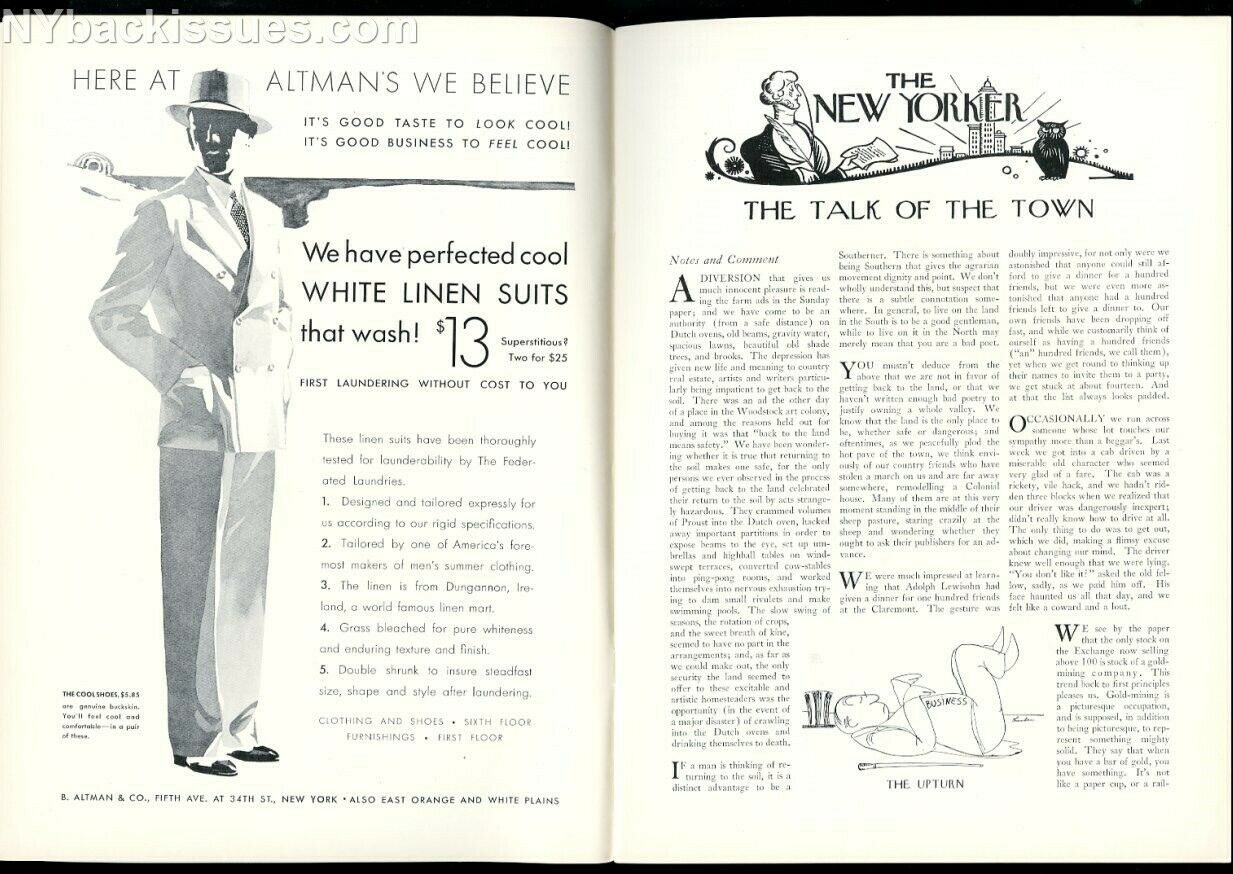 NYbackissues.com
HERE AT ALTMAN'S WE BELIEVE
IT'S GOOD TASTE TO LOOK COOL!
IT'S GOOD BUSINESS TO FEEL COOL!
We have perfected cool
WHITE LINEN SUITS
that wash! $13
Superstitious?
Two for $25
FIRST LAUNDERING WITHOUT COST TO YOU
These linen suits have been thoroughly
tested for launderability by The Feder-
ated Laundries.
1. Designed and tailored expressly for
us according to our rigid specifications.
2. Tailored by one of America's fore-
most makers of men's summer clothing.
3. The linen is from Dungannon, Ire-
land, a world famous linen mart.
4. Grass bleached for pure whiteness
and enduring texture and finish.
5. Double shrunk to insure steadfast
size, shape and style after laundering.
CLOTHING AND SHOES • SIXTH FLOOR
FURNISHINGS • FIRST FLOOR
THE COOL SHOES, $5.85
are genuine buckskin.
You'll feel cool and
comfortable—in a pair
of these.
B. ALTMAN & CO., FIFTH AVE. AT 34TH ST., NEW YORK • ALSO EAST ORANGE AND WHITE PLAINS
THE
NEW YORKER
THE TALK OF THE TOWN
Notes and Comment
A DIVERSION that gives us
much innocent pleasure is read-
ing the farm ads in the Sunday
paper; and we have come to be an
authority (from a safe distance) on
Dutch ovens, old beams, gravity water,
spacious lawns, beautiful old shade
trees, and brooks. The depression has
given new life and meaning to country
real estate, artists and writers particu-
larly being impatient to get back to the
soil. There was an ad the other day
of a place in the Woodstock art colony,
and among the reasons held out for
buying it was that "back to the land
means safety." We have been wonder-
ing whether it is true that returning to
the soil makes one safe, for the only
persons we ever observed in the process
of getting back to the land celebrated
their return to the soil by acts strange-
ly hazardous. They crammed volumes
of Proust into the Dutch oven, hacked
away important partitions in order to
expose beams to the eye, set up um-
brellas and highball tables on wind-
swept terraces, converted cow-stables
into ping-pong rooms, and worked
themselves into nervous exhaustion try-
ing to dam small rivulets and make
swimming pools. The slow swing of
seasons, the rotation of crops,
and the sweet breath of kine,
seemed to have no part in the
arrangements; and, as far as
we could make out, the only
security the land seemed to
offer to these excitable and
artistic homesteaders was the
opportunity (in the event of
a major disaster) of crawling
into the Dutch ovens and
drinking themselves to death.
IF a man is thinking of re-
turning to the soil, it is a
distinct advantage to be a
Southerner. There is something about
being Southern that gives the agrarian
movement dignity and point. We don't
wholly understand this, but suspect that
there is a subtle connotation some-
where. In general, to live on the land
in the South is to be a good gentleman,
while to live on it in the North may
merely mean that you are a bad poet.
YOU mustn't deduce from the
above that we are not in favor of
getting back to the land, or that we
haven't written enough bad poetry to
justify owning a whole valley. We
know that the land is the only place to
be, whether safe or dangerous; and
oftentimes, as we peacefully plod the
hot pave of the town, we think envi-
ously of our country friends who have
stolen a march on us and are far away
somewhere, remodelling a Colonial
house. Many of them are at this very
moment standing in the middle of their
sheep pasture, staring crazily at the
sheep and wondering whether they
ought to ask their publishers for an ad-
vance.
WE were much impressed at learn-
ing that Adolph Lewisohn had
given a dinner for one hundred friends
at the Claremont. The gesture was
doubly impressive, for not only were we
astonished that anyone could still af-
ford to give a dinner for a hundred
friends, but we were even more as-
tonished that anyone had a hundred
friends left to give a dinner to. Our
own friends have been dropping off
fast, and while we customarily think of
ourself as having a hundred friends
("an" hundred friends, we call them),
yet when we get round to thinking up
their names to invite them to a party,
we get stuck at about fourteen. And
at that the list always looks padded.
OCCASIONALLY we run across
someone whose lot touches our
sympathy more than a beggar's. Last
week we got into a cab driven by a
miserable old character who seemed
very glad of a fare. The cab was a
rickety, vile hack, and we hadn't rid-
den three blocks when we realized that
our driver was dangerously inexpert;
didn't really know how to drive at all.
The only thing to do was to get out,
which we did, making a flimsy excuse
about changing our mind. The driver
knew well enough that we were lying.
"You don't like it?" asked the old fel-
low, sadly, as we paid him off. His
face haunted us all that day, and we
felt like a coward and a lout.
WE see by the paper
that the only stock on
the Exchange now selling
above 100 is stock of a gold-
mining company. This
trend back to first principles
pleases us. Gold-mining is
a picturesque occupation,
and is supposed, in addition
to being picturesque, to rep-
resent something mighty
solid. They say that when
you have a bar of gold, you
have something. It's not
like a paper cup, or a rail-
BUSINESS
THE UPTURN